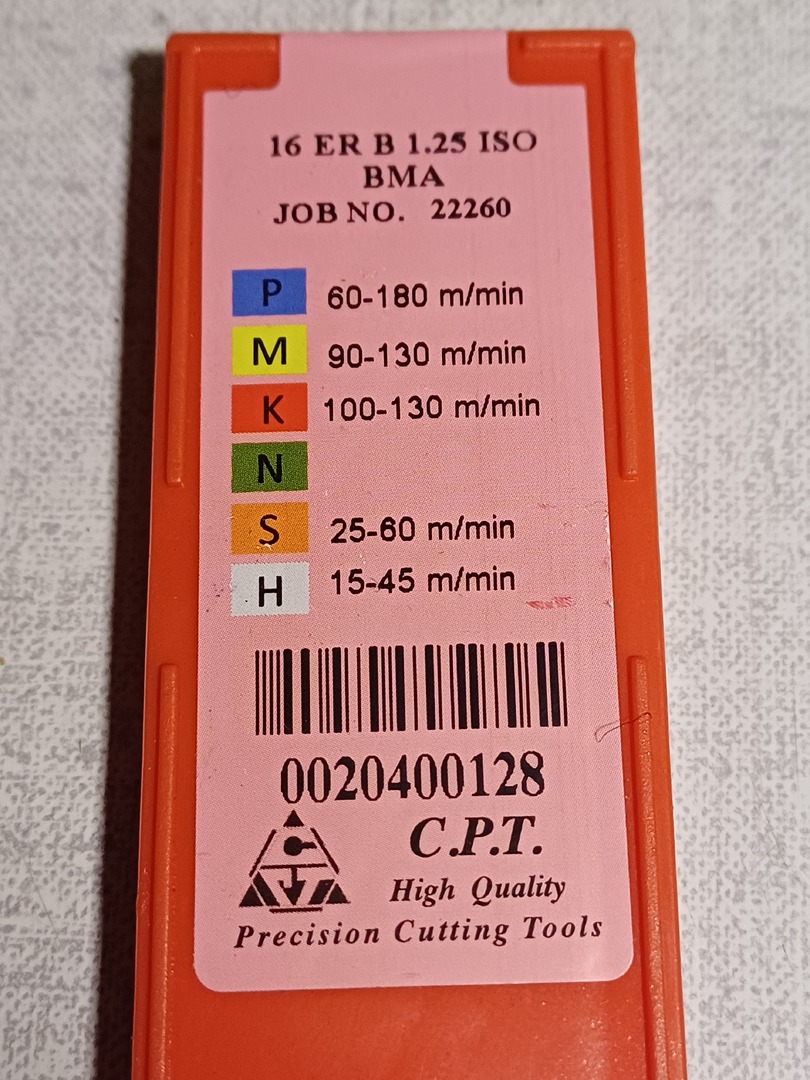 16 ER B 1.25 ISO
BMA
JOB NO. 22260
P 60-180 m/min
M 90-130 m/min
K 100-130 m/min
N
S 25-60 m/min
H 15-45 m/min
0020400128
C.P.T.
High Quality
Precision Cutting Tools